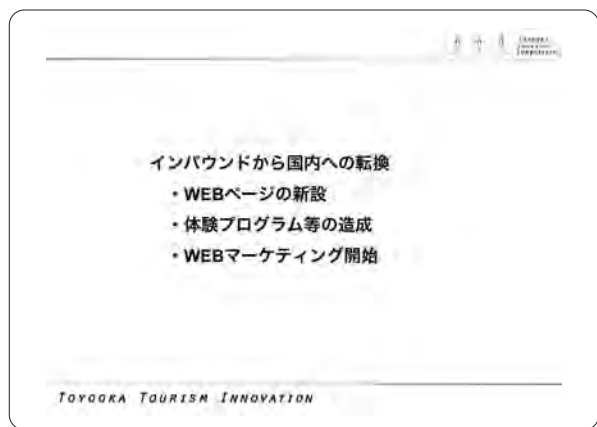 インバウンドから国内への転換
・WEBページの新設
・体験プログラム等の造成
・WEBマーケティング開始
TOYOOKA TOURISM INNOVATION